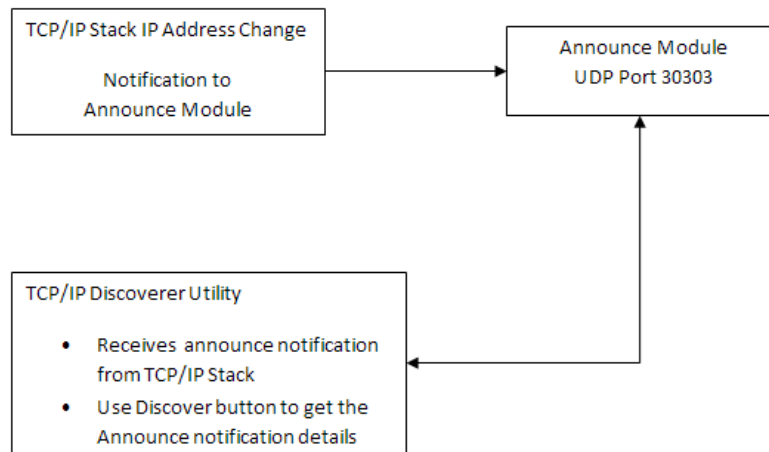 TCP/IP Stack IP Address Change
Notification to
Announce Module
Announce Module
UDP Port 30303
TCP/IP Discoverer Utility
• Receives announce notification
from TCP/IP Stack
• Use Discover button to get the
Announce notification details